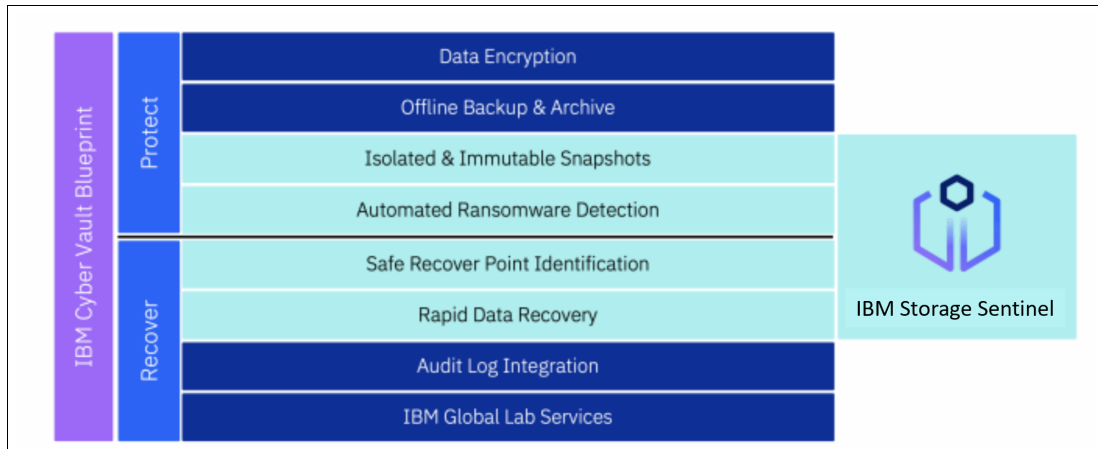 IBM Cyber Vault Blueprint
Protect
Data Encryption
Offline Backup & Archive
Isolated & Immutable Snapshots
Automated Ransomware Detection
Recover
Safe Recover Point Identification
Rapid Data Recovery
Audit Log Integration
IBM Global Lab Services
IBM Storage Sentinel